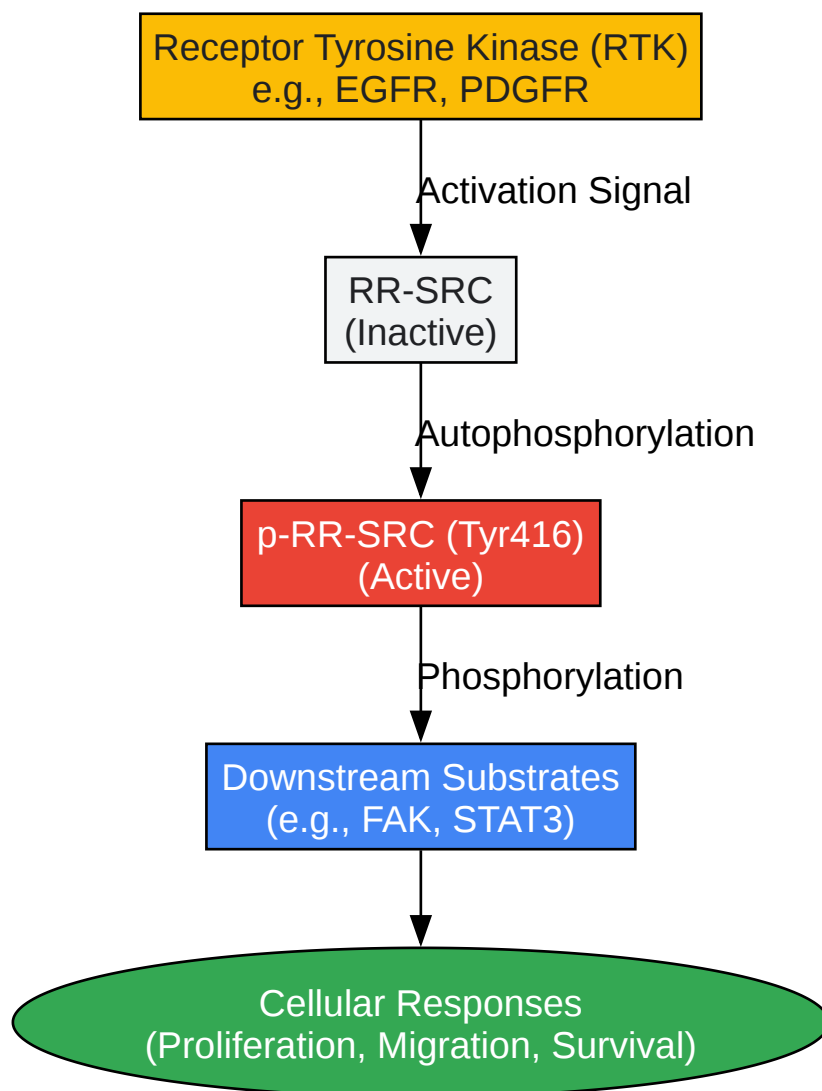 Receptor Tyrosine Kinase (RTK)
e.g., EGFR, PDGFR
Activation Signal
RR-SRC
(Inactive)
Autophosphorylation
p-RR-SRC (Tyr416)
(Active)
Phosphorylation
Downstream Substrates
(e.g., FAK, STAT3)
Cellular Responses
(Proliferation, Migration, Survival)